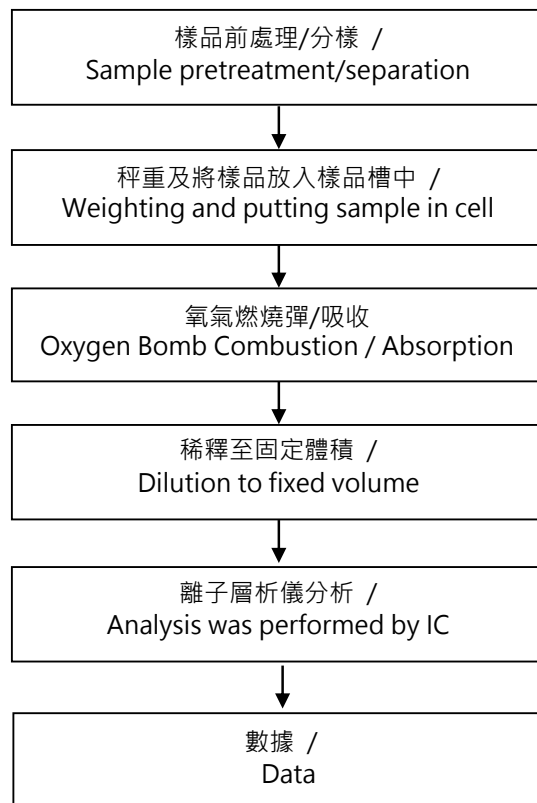 樣品前處理/分樣 /
Sample pretreatment/separation
秤重及將樣品放入樣品槽中 /
Weighting and putting sample in cell
氧氣燃燒彈/吸收
Oxygen Bomb Combustion / Absorption
稀釋至固定體積 /
Dilution to fixed volume
離子層析儀分析 /
Analysis was performed by IC
數據 /
Data